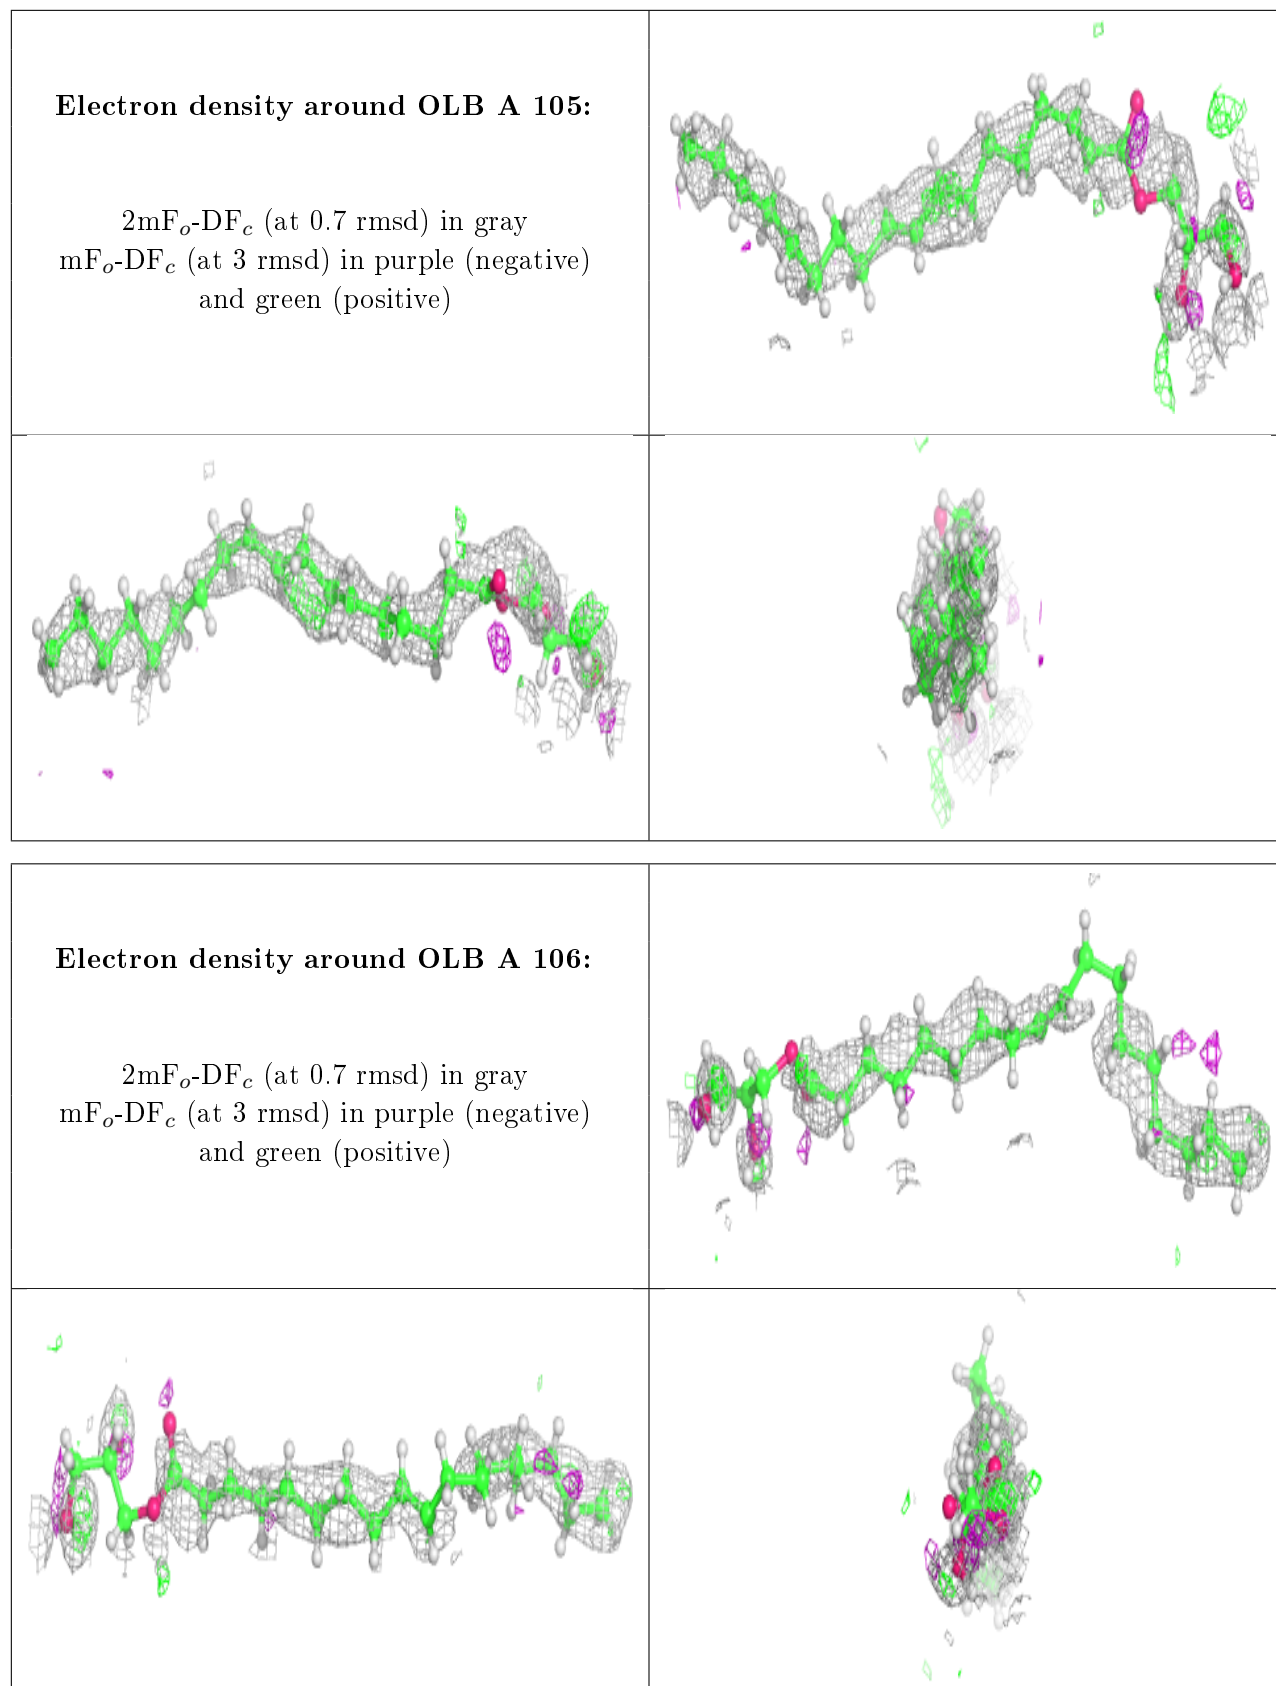 Electron density around OLB A 105:
2mFo-DFc (at 0.7 rmsd) in gray
mFo-DFc (at 3 rmsd) in purple (negative)
and green (positive)
Electron density around OLB A 106:
2mFo-DFc (at 0.7 rmsd) in gray
mFo-DFc (at 3 rmsd) in purple (negative)
and green (positive)